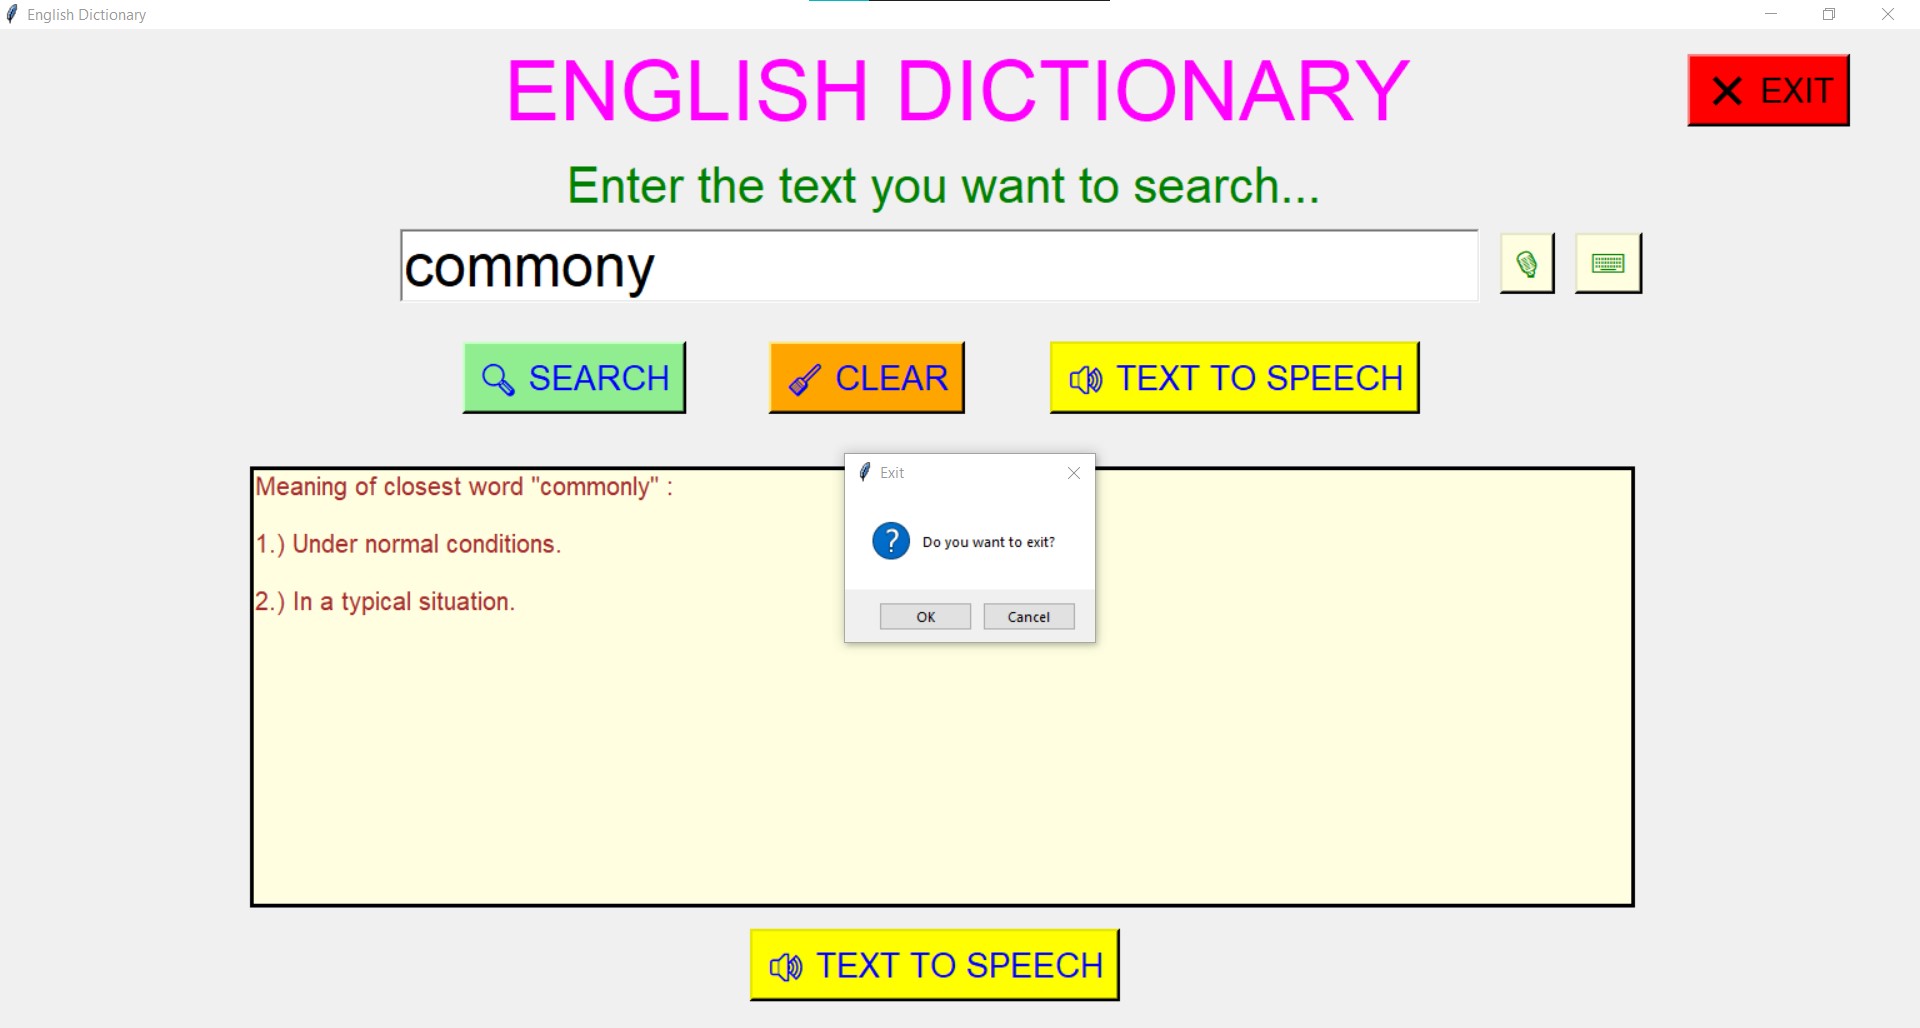 English Dictionary
ENGLISH DICTIONARY
EXIT
Enter the text you want to search...
commony
SEARCH
CLEAR
TEXT TO SPEECH
Meaning of closest word "commonly" :
1.) Under normal conditions.
2.) In a typical situation.
Exit
Do you want to exit?
OK
Cancel
TEXT TO SPEECH